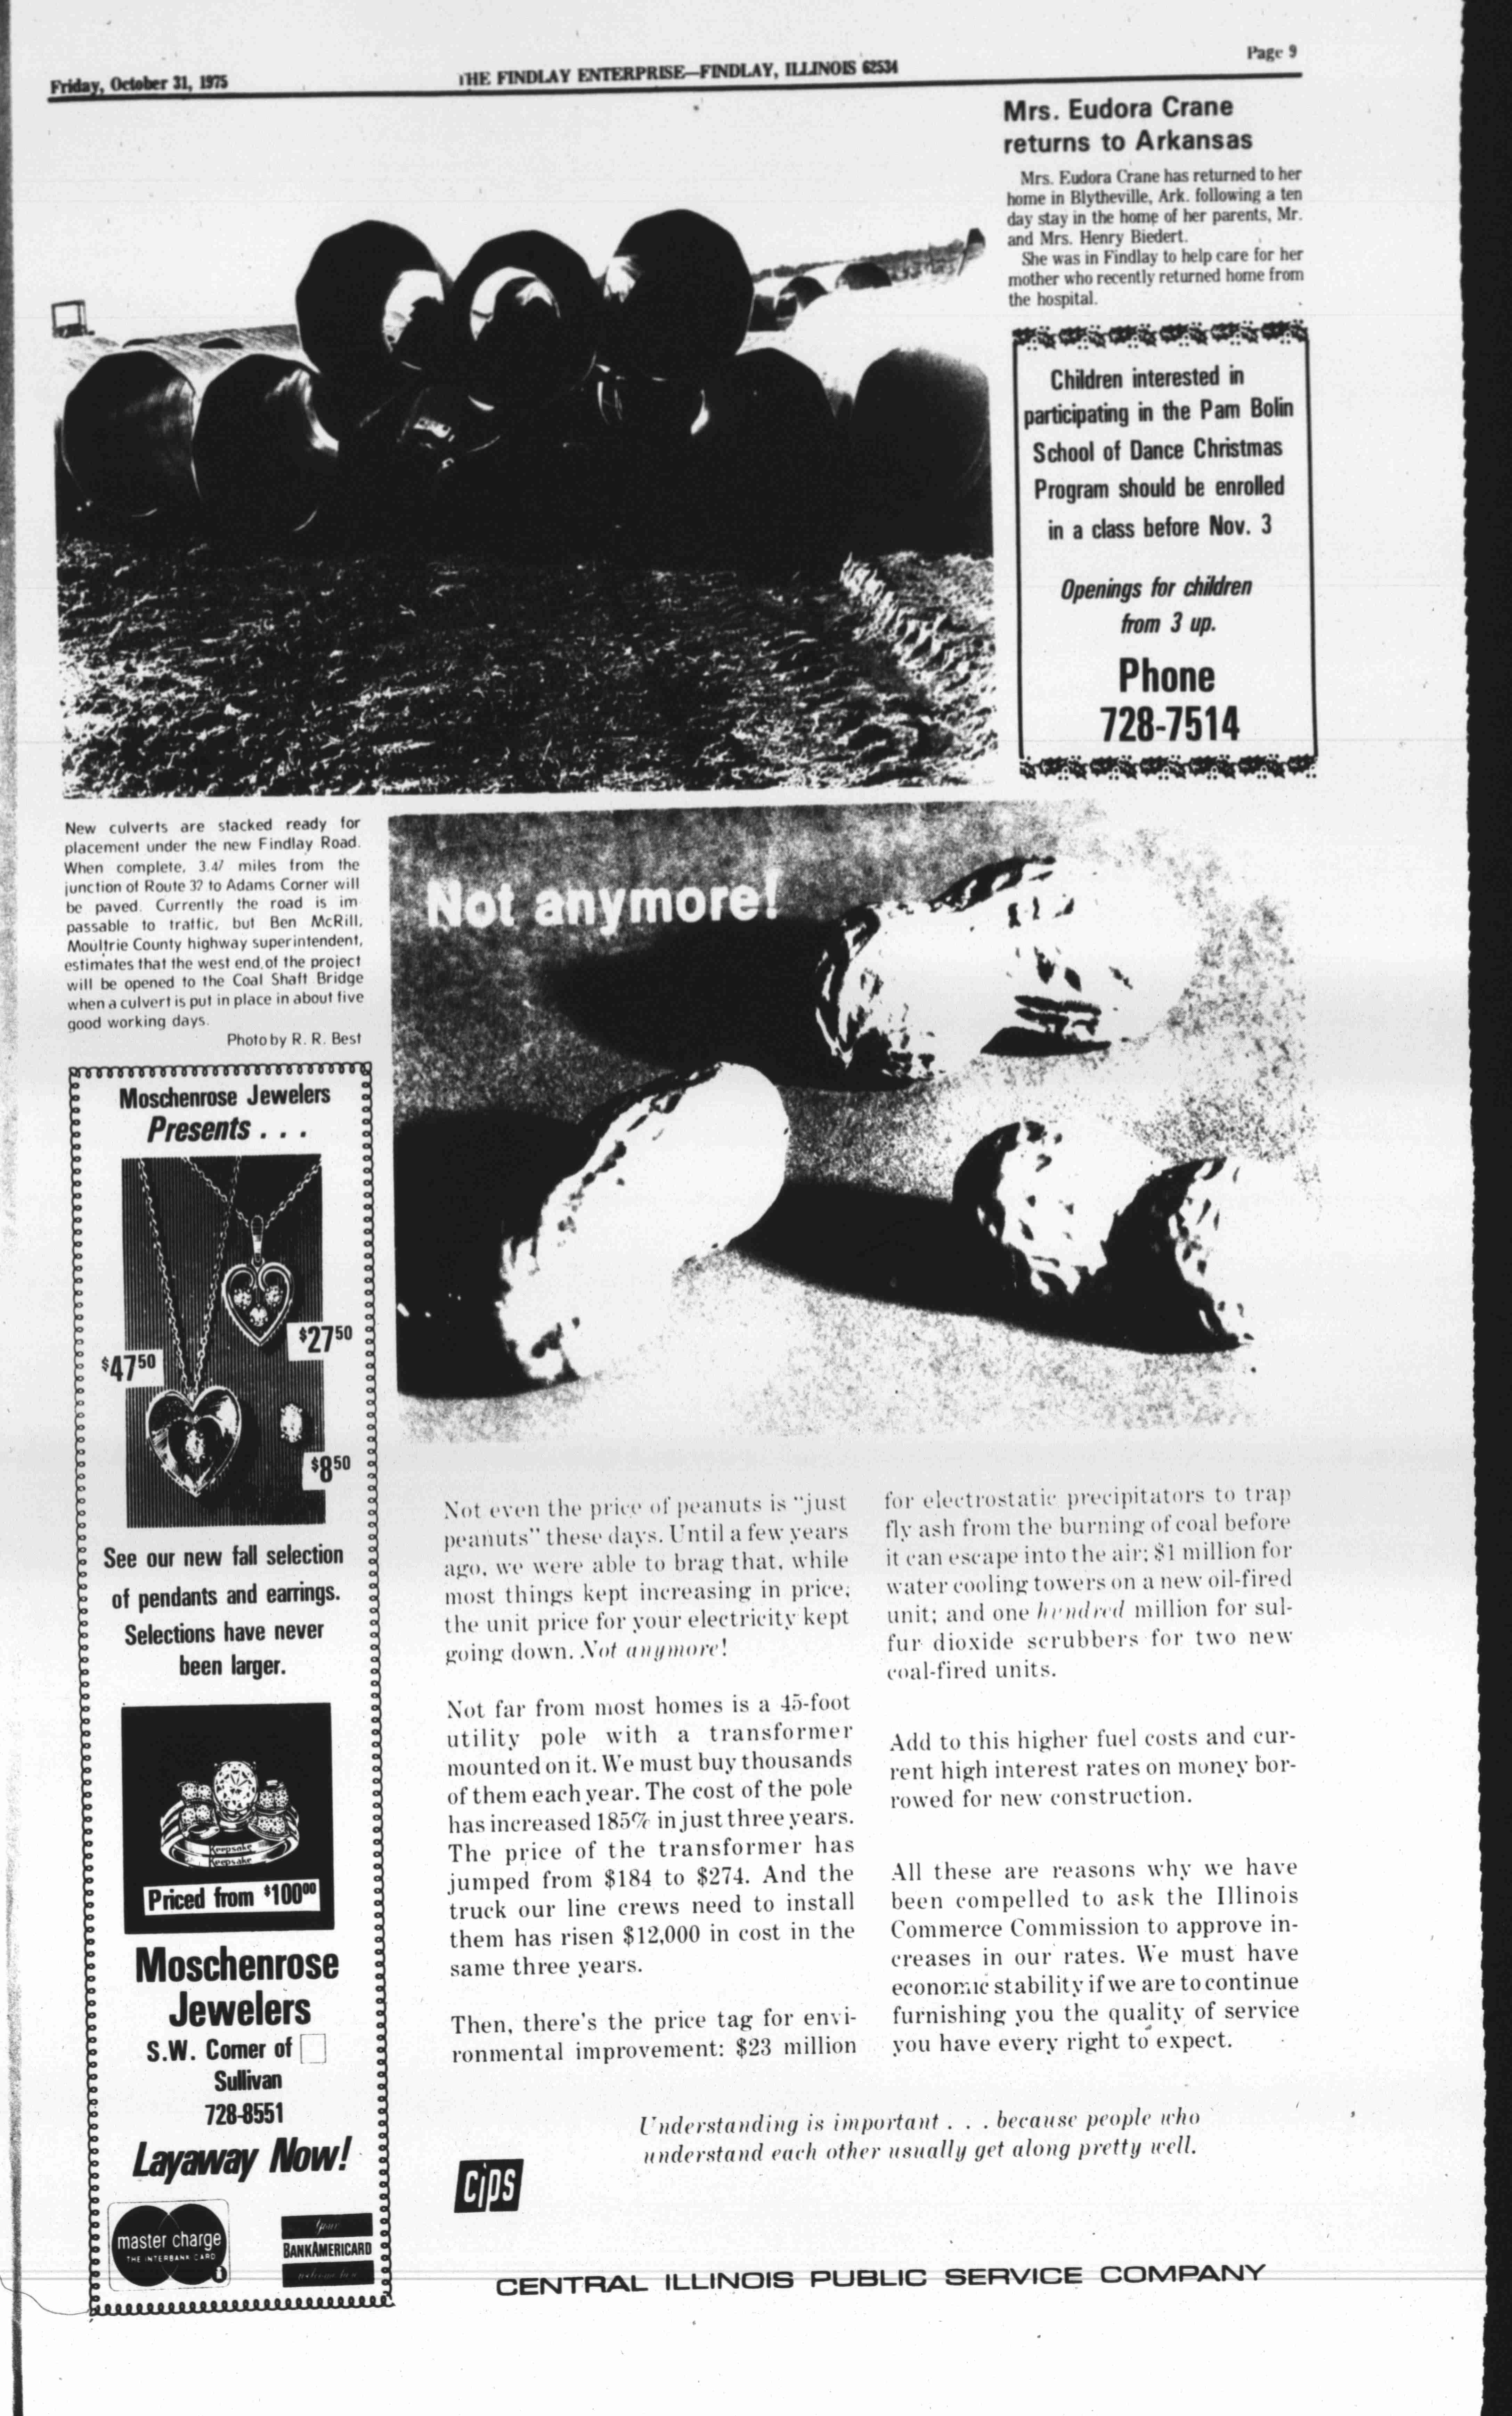 Friday, October 31, 1975
THE FINDLAY ENTERPRISE—FINDLAY, ILLINOIS 62534
Page 9
Mrs. Eudora Crane
returns to Arkansas
Mrs. Eudora Crane has returned to her
home in Blytheville, Ark. following a ten
day stay in the home of her parents, Mr.
and Mrs. Henry Biedert.
She was in Findlay to help care for her
mother who recently returned home from
the hospital.
Children interested in
participating in the Pam Bolin
School of Dance Christmas
Program should be enrolled
in a class before Nov. 3
Openings for children
from 3 up.
Phone
728-7514
New culverts are stacked ready for
placement under the new Findlay Road.
When complete, 3.47 miles from the
junction of Route 32 to Adams Corner will
be paved. Currently the road is im
passable to traffic, but Ben McRill,
Moultrie County highway superintendent,
estimates that the west end of the project
will be opened to the Coal Shaft Bridge
when a culvert is put in place in about five
good working days.
Photo by R. R. Best
Moschenrose Jewelers
Presents . . .
$27.50
$47.50
$8.50
See our new fall selection
of pendants and earrings.
Selections have never
been larger.
Keepsake
Keepsake
Priced from $100.00
Moschenrose
Jewelers
S.W. Corner of □
Sullivan
728-8551
Layaway Now!
master charge
THE INTERBANK CARD
i
Your
BANKAMERICARD
welcome here
Not anymore!
Not even the price of peanuts is “just
peanuts” these days. Until a few years
ago, we were able to brag that, while
most things kept increasing in price,
the unit price for your electricity kept
going down. Not anymore!
Not far from most homes is a 45-foot
utility pole with a transformer
mounted on it. We must buy thousands
of them each year. The cost of the pole
has increased 185% in just three years.
The price of the transformer has
jumped from $184 to $274. And the
truck our line crews need to install
them has risen $12,000 in cost in the
same three years.
Then, there's the price tag for envi-
ronmental improvement: $23 million
for electrostatic precipitators to trap
fly ash from the burning of coal before
it can escape into the air; $1 million for
water cooling towers on a new oil-fired
unit; and one hundred million for sul-
fur dioxide scrubbers for two new
coal-fired units.
Add to this higher fuel costs and cur-
rent high interest rates on money bor-
rowed for new construction.
All these are reasons why we have
been compelled to ask the Illinois
Commerce Commission to approve in-
creases in our rates. We must have
economic stability if we are to continue
furnishing you the quality of service
you have every right to expect.
Understanding is important . . . because people who
understand each other usually get along pretty well.
cips
CENTRAL ILLINOIS PUBLIC SERVICE COMPANY